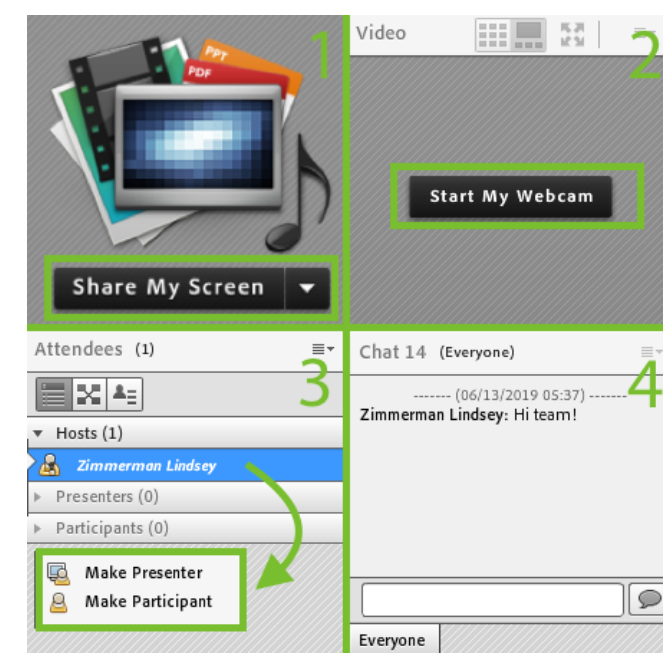 1
PPT
PDF
Share My Screen
Video
2
Start My Webcam
Attendees (1)
3
Hosts (1)
Zimmerman Lindsey
Presenters (0)
Participants (0)
Make Presenter
Make Participant
Chat 14 (Everyone)
4
------- (06/13/2019 05:37) -------
Zimmerman Lindsey: Hi team!
Everyone